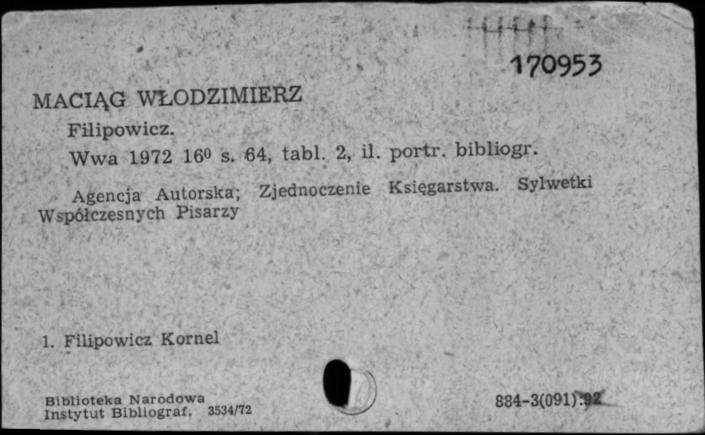 170953
MACIĄG WŁODZIMIERZ
Filipowicz.
Wwa 1972 16⁰ s. 64, tabl. 2, il. portr. bibliogr.
Agencja Autorska; Zjednoczenie Księgarstwa. Sylwetki
Współczesnych Pisarzy
1. Filipowicz Kornel
Biblioteka Narodowa
Instytut Bibliograf. 3534/72
884-3(091):92